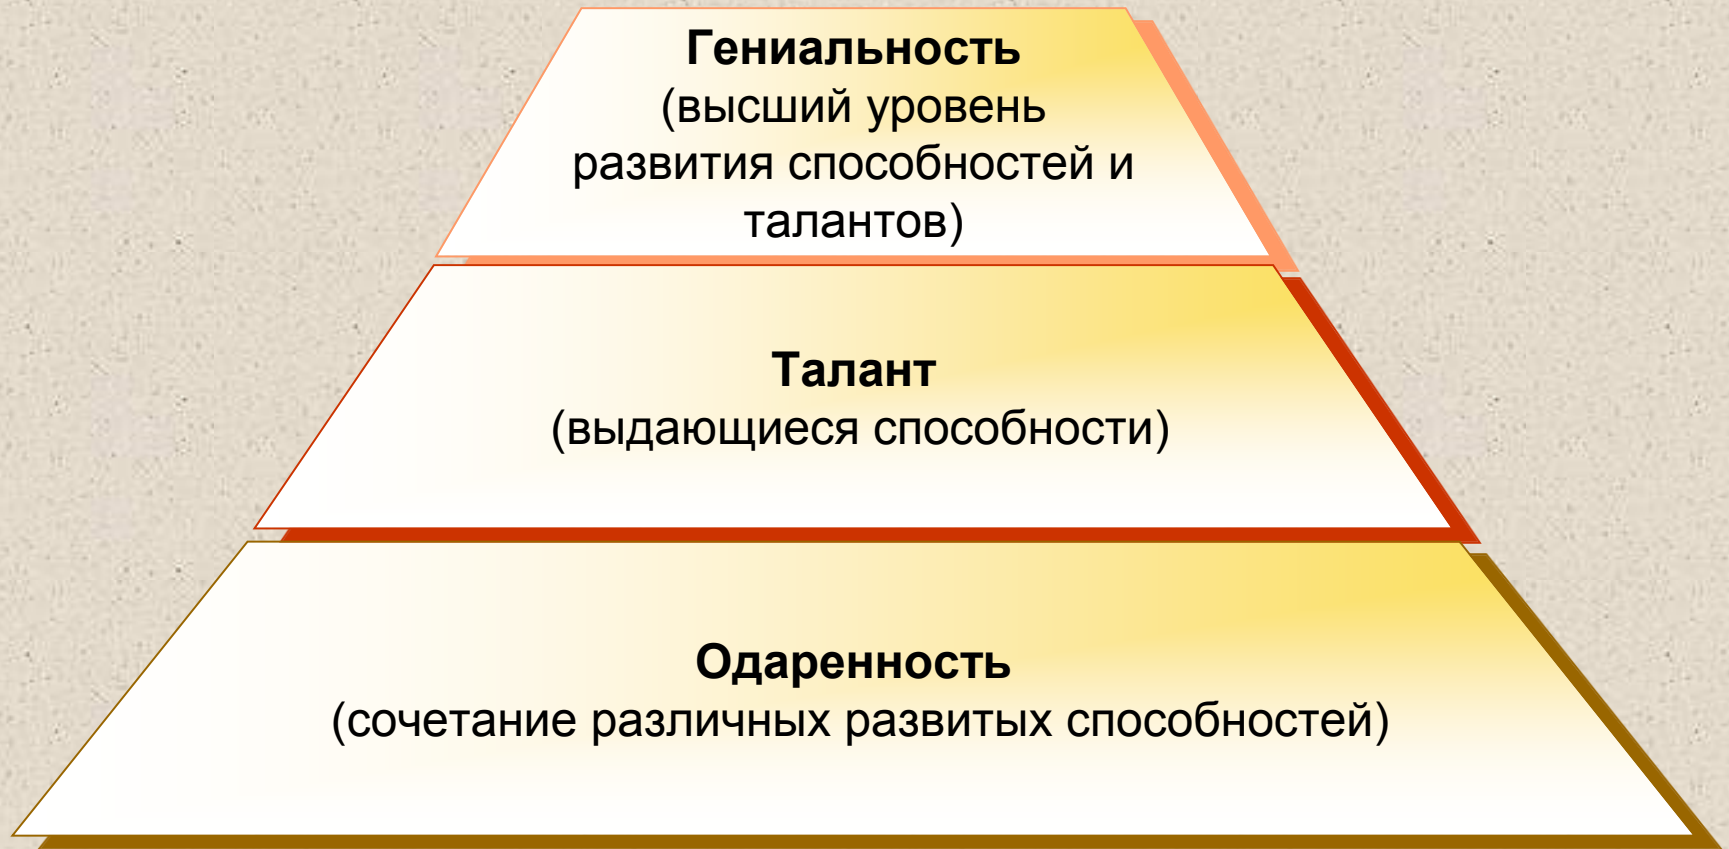 Гениальность
(высший уровень
развития способностей и
талантов)
Талант
(выдающиеся способности)
Одаренность
(сочетание различных развитых способностей)